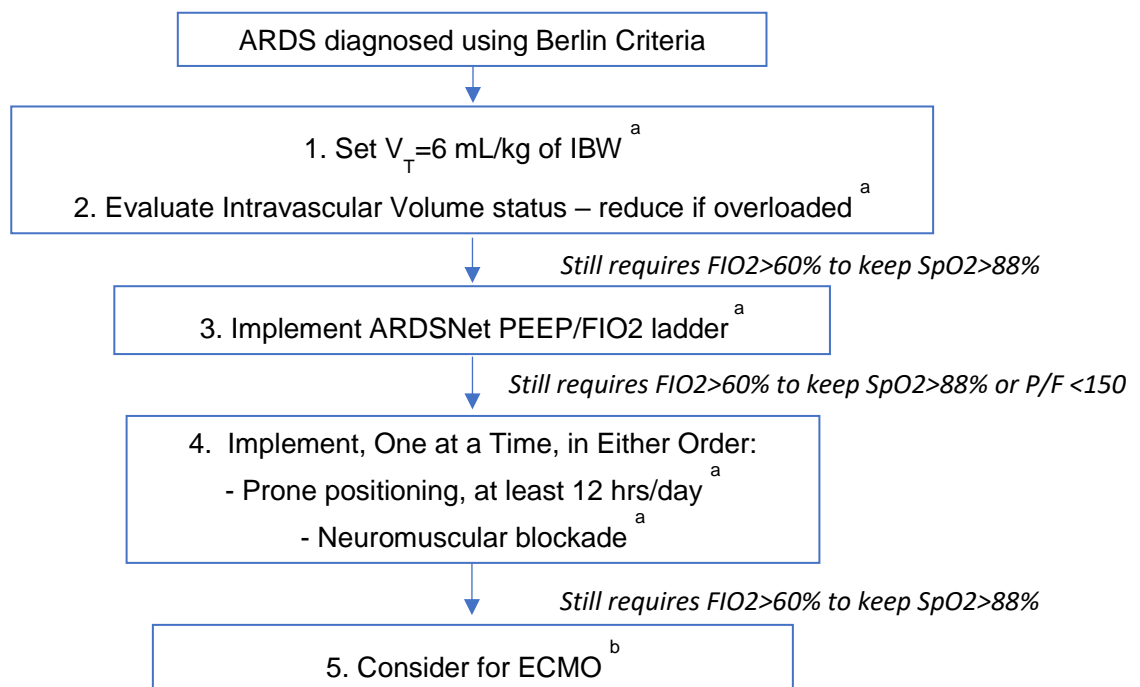 ARDS diagnosed using Berlin Criteria
1. Set VT=6 mL/kg of IBW a
2. Evaluate Intravascular Volume status – reduce if overloaded a
Still requires FIO2>60% to keep SpO2>88%
3. Implement ARDSNet PEEP/FIO2 ladder a
Still requires FIO2>60% to keep SpO2>88% or P/F <150
4. Implement, One at a Time, in Either Order:
- Prone positioning, at least 12 hrs/day a
- Neuromuscular blockade a
Still requires FIO2>60% to keep SpO2>88%
5. Consider for ECMO b